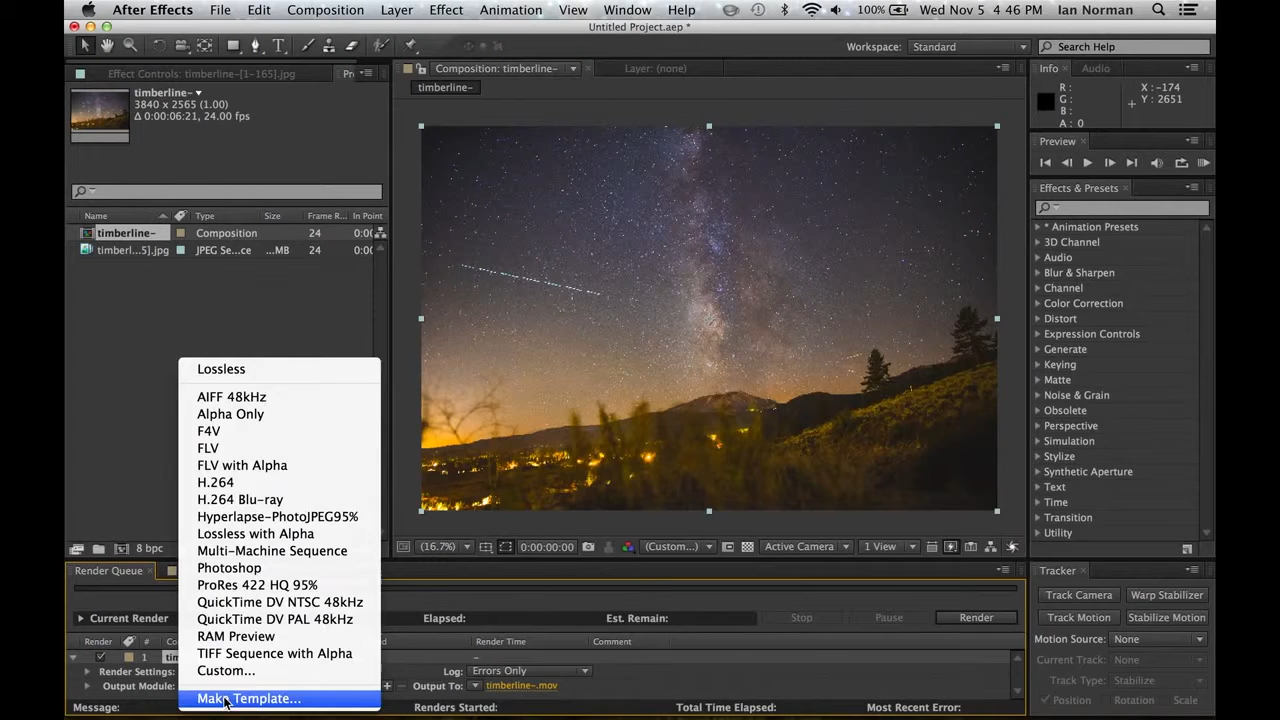 After Effects File Edit Composition Layer Effect Animation View Window Help 100% Wed Nov 5 4:46 PM Ian Norman
Untitled Project.aep *
Workspace: Standard Search Help
Effect Controls: timberline-[1-165].jpg Pr
timberline-
3840 x 2565 (1.00)
Δ 0:00:06:21, 24.00 fps
Name Type Size Frame R... In Point
timberline- Composition 24 0:00
timberl...5].jpg JPEG Se...ce ...MB 24 0:00
8 bpc
Composition: timberline- Layer: (none)
timberline-
(16.7%) 0:00:00:00 (Custom...) Active Camera 1 View
Info Audio
R : X : -174
G : Y : 2651
B :
A : 0
Preview
Effects & Presets
* Animation Presets
3D Channel
Audio
Blur & Sharpen
Channel
Color Correction
Distort
Expression Controls
Generate
Keying
Matte
Noise & Grain
Obsolete
Perspective
Simulation
Stylize
Synthetic Aperture
Text
Time
Transition
Utility
Tracker
Track Camera Warp Stabilizer
Track Motion Stabilize Motion
Motion Source: None
Current Track: None
Track Type: Stabilize
Position Rotation Scale
Render Queue
Current Render Elapsed: Est. Remain: Stop Pause Render
Render # Co d Render Time Comment
1 tim –
Render Settings: Log: Errors Only
Output Module: Output To: timberline-.mov
Message: Renders Started: Total Time Elapsed: Most Recent Error:
Lossless
AIFF 48kHz
Alpha Only
F4V
FLV
FLV with Alpha
H.264
H.264 Blu-ray
Hyperlapse-PhotoJPEG95%
Lossless with Alpha
Multi-Machine Sequence
Photoshop
ProRes 422 HQ 95%
QuickTime DV NTSC 48kHz
QuickTime DV PAL 48kHz
RAM Preview
TIFF Sequence with Alpha
Custom...
Make Template...